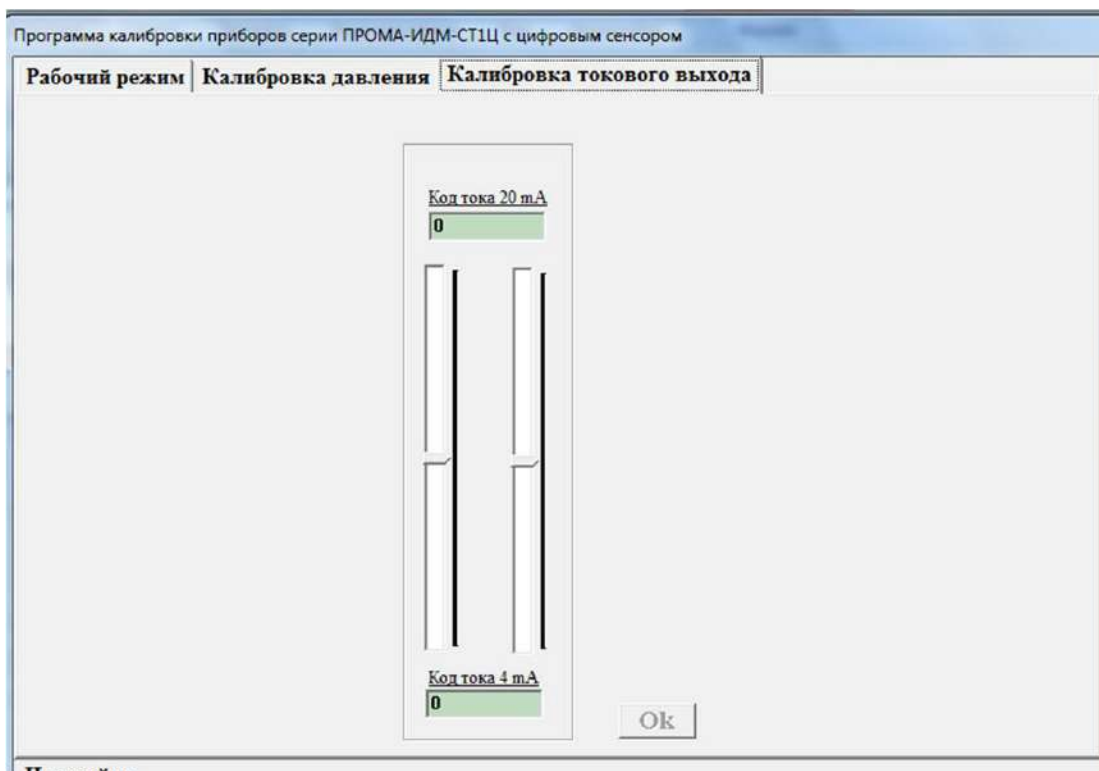 Программа калибровки приборов серии ПРОМА-ИДМ-СТ1Ц с цифровым сенсором
Рабочий режим Калибровка давления Калибровка токового выхода
Код тока 20 mA
0
Код тока 4 mA
0
Ok